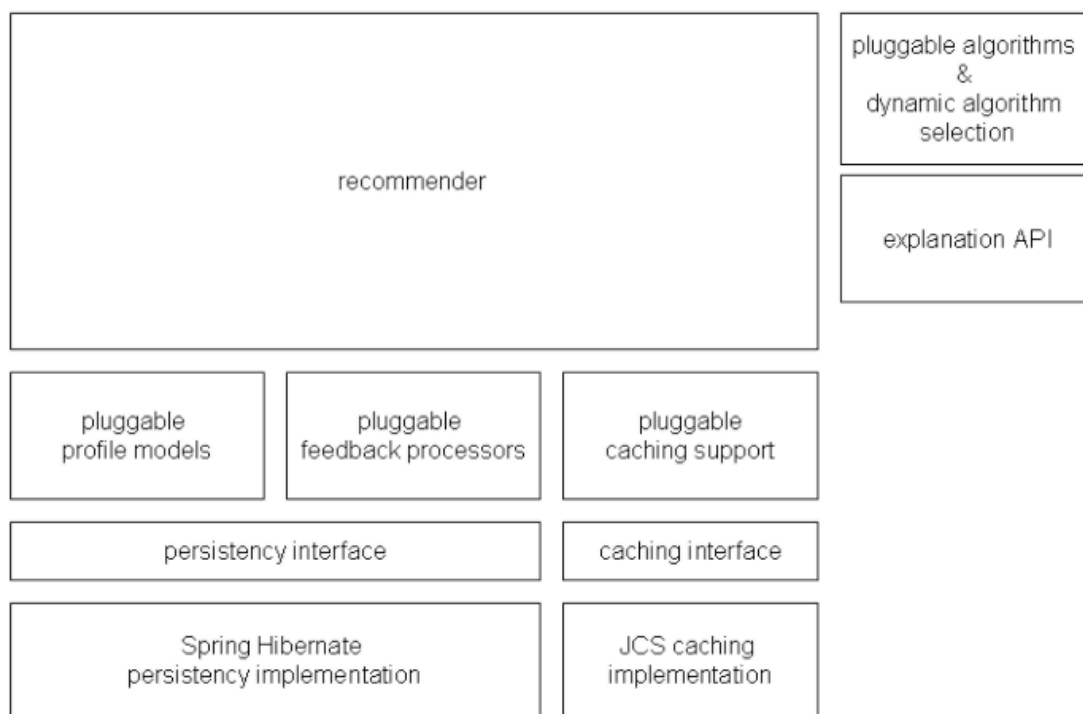 pluggable algorithms
&
dynamic algorithm
selection
recommender
explanation API
pluggable
profile models
pluggable
feedback processors
pluggable
caching support
persistency interface
caching interface
Spring Hibernate
persistency implementation
JCS caching
implementation